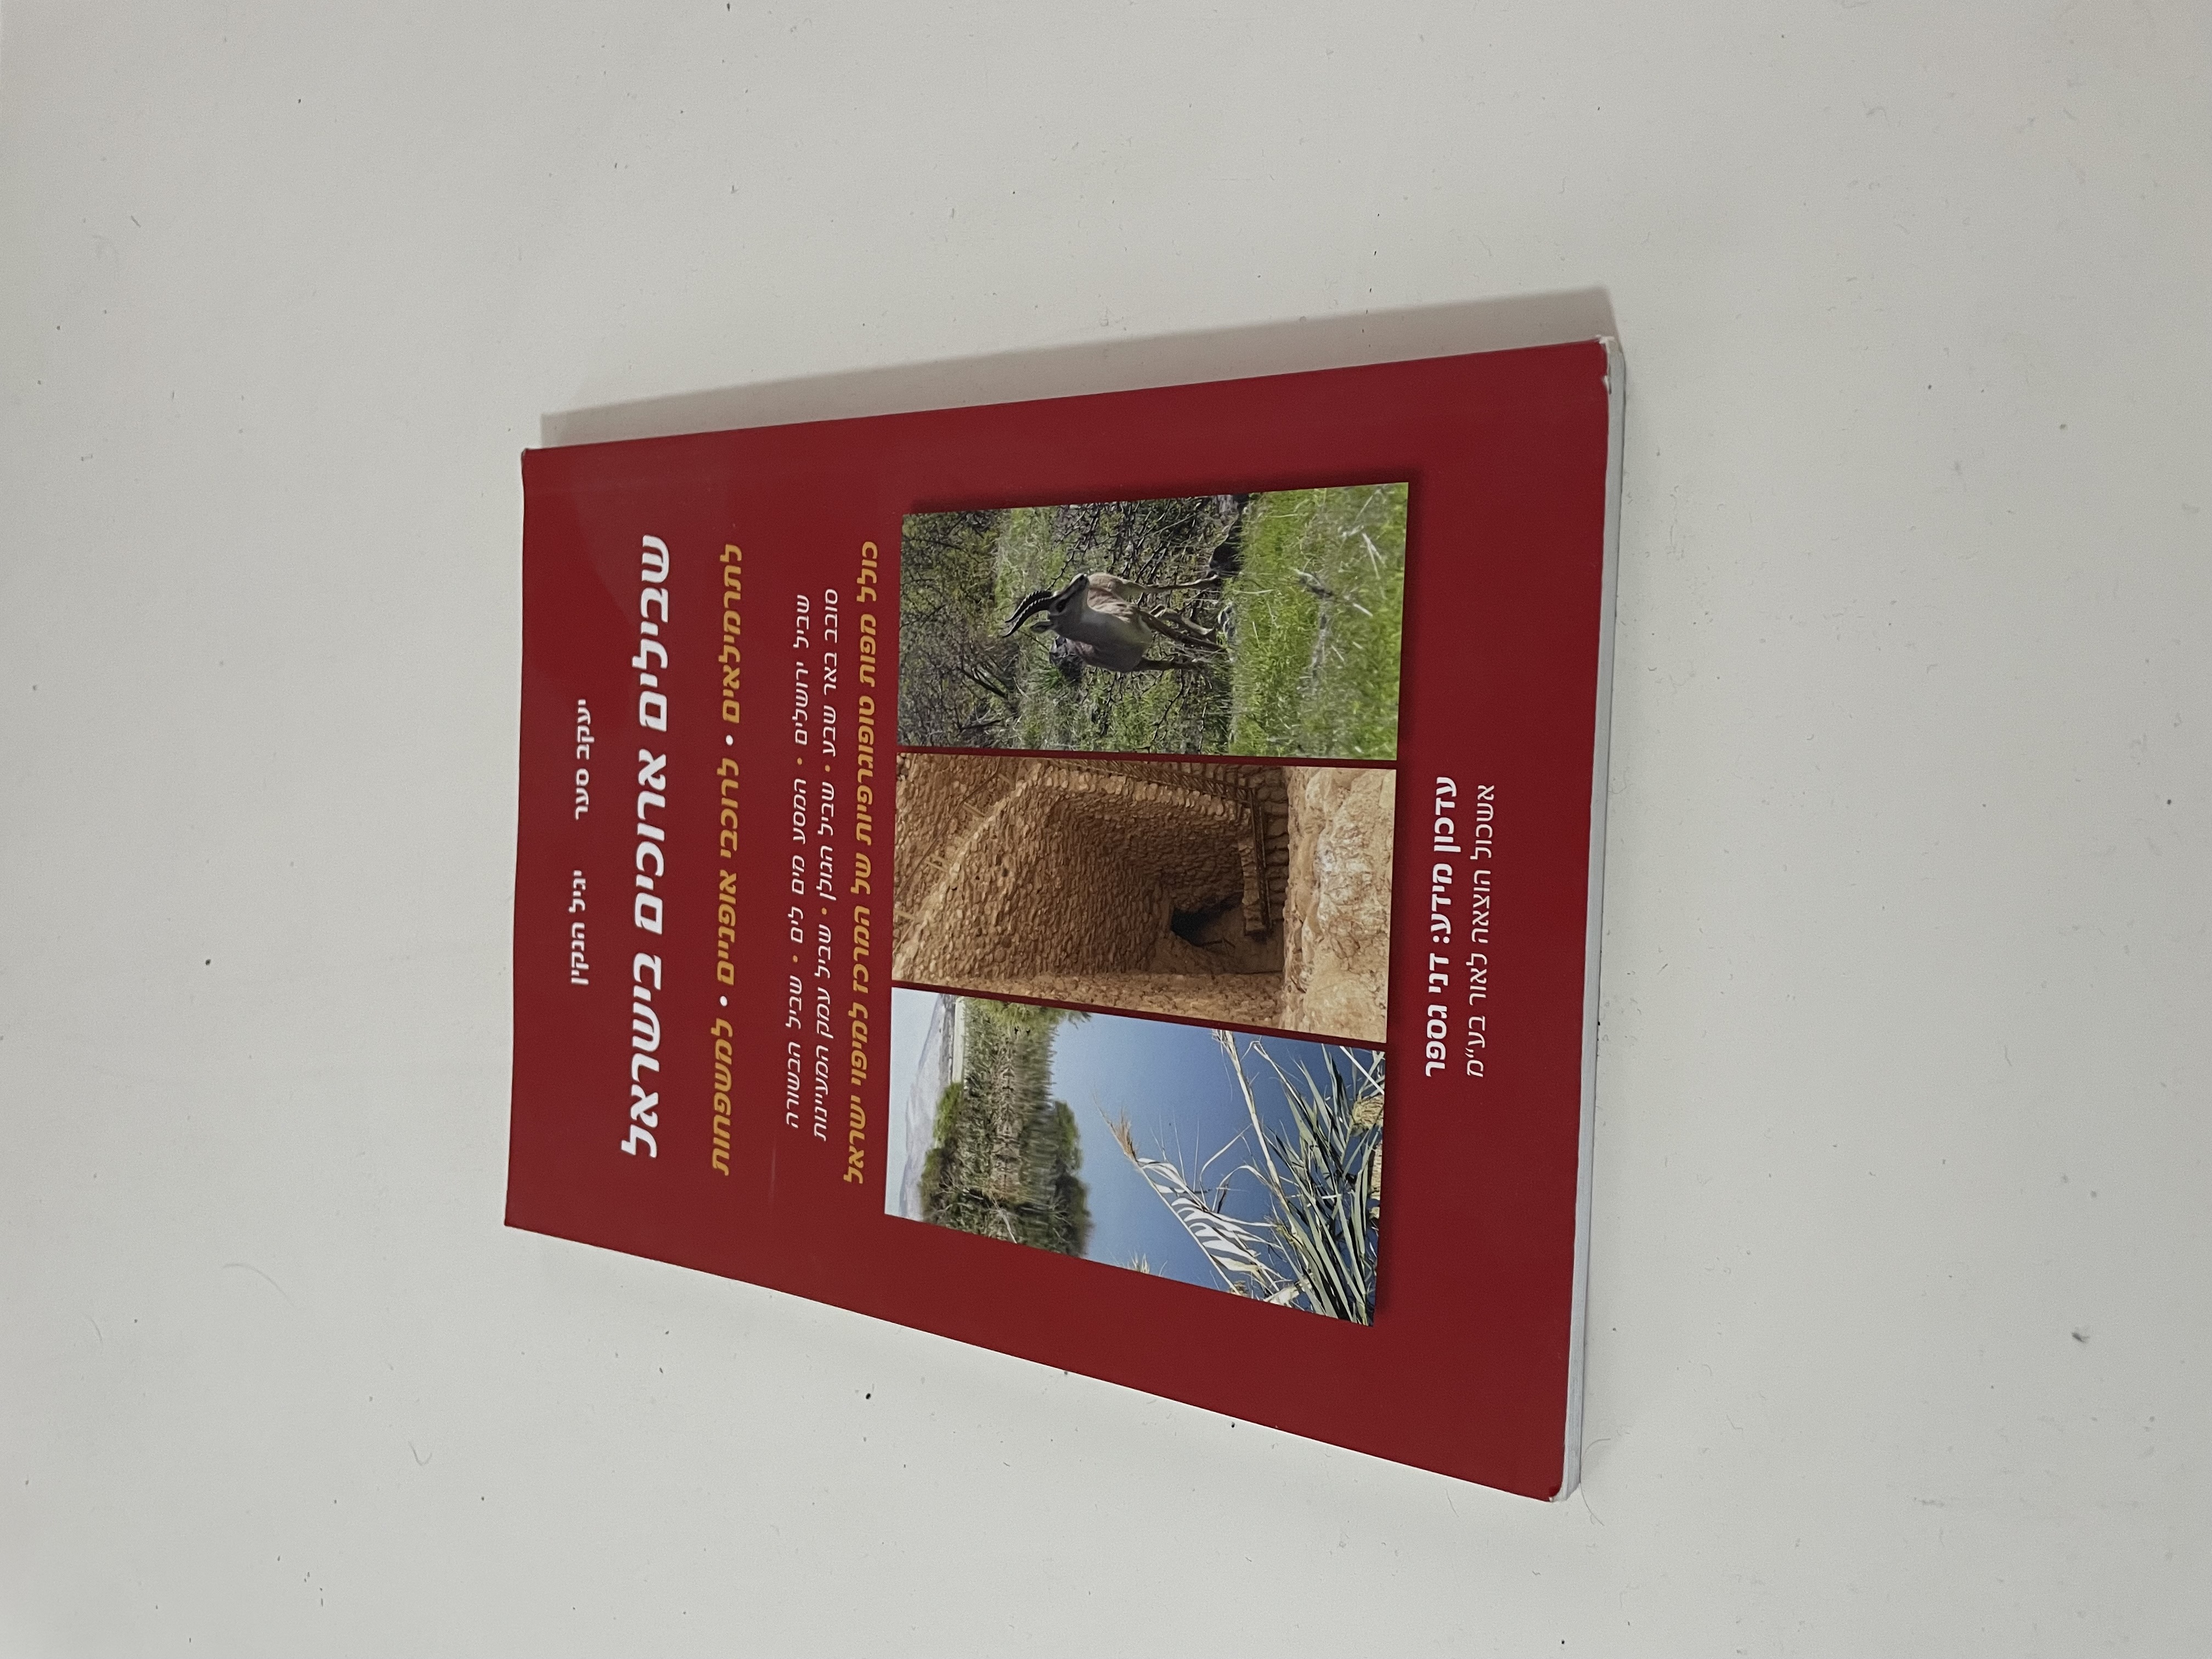 יעקב סער יגיל הנקין
שבילים ארוכים בישראל
לתרמילאים • לרוכבי אופניים • למשפחות
שביל ירושלים • המסע מים לים • שביל הבשורה
סובב באר שבע • שביל הגולן • שביל עמק המעיינות
כולל מפות טופוגרפיות של המרכז למיפוי ישראל
עדכון מידע: דני גספר
אשכול הוצאה לאור בע"מ